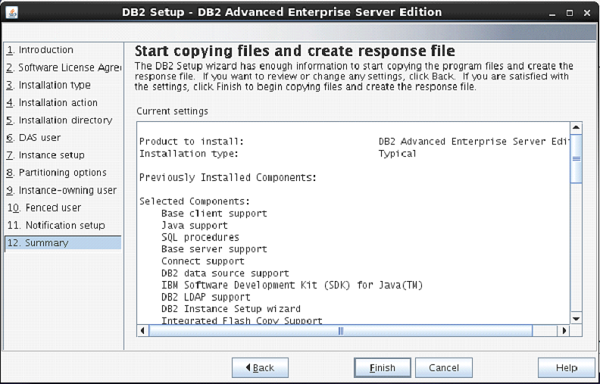 DB2 Setup - DB2 Advanced Enterprise Server Edition
1. Introduction
2. Software License Agre
3. Installation type
4. Installation action
5. Installation directory
6. DAS user
7. Instance setup
8. Partitioning options
9. Instance-owning user
10. Fenced user
11. Notification setup
12. Summary
Start copying files and create response file
The DB2 Setup wizard has enough information to start copying the program files and create the
response file. If you want to review or change any settings, click Back. If you are satisfied with
the settings, click Finish to begin copying files and create the response file.
Current settings
Product to install: DB2 Advanced Enterprise Server Edit
Installation type: Typical
Previously Installed Components:
Selected Components:
Base client support
Java support
SQL procedures
Base server support
Connect support
DB2 data source support
IBM Software Development Kit (SDK) for Java(TM)
DB2 LDAP support
DB2 Instance Setup wizard
Integrated Flash Copy Support
Back
Finish
Cancel
Help